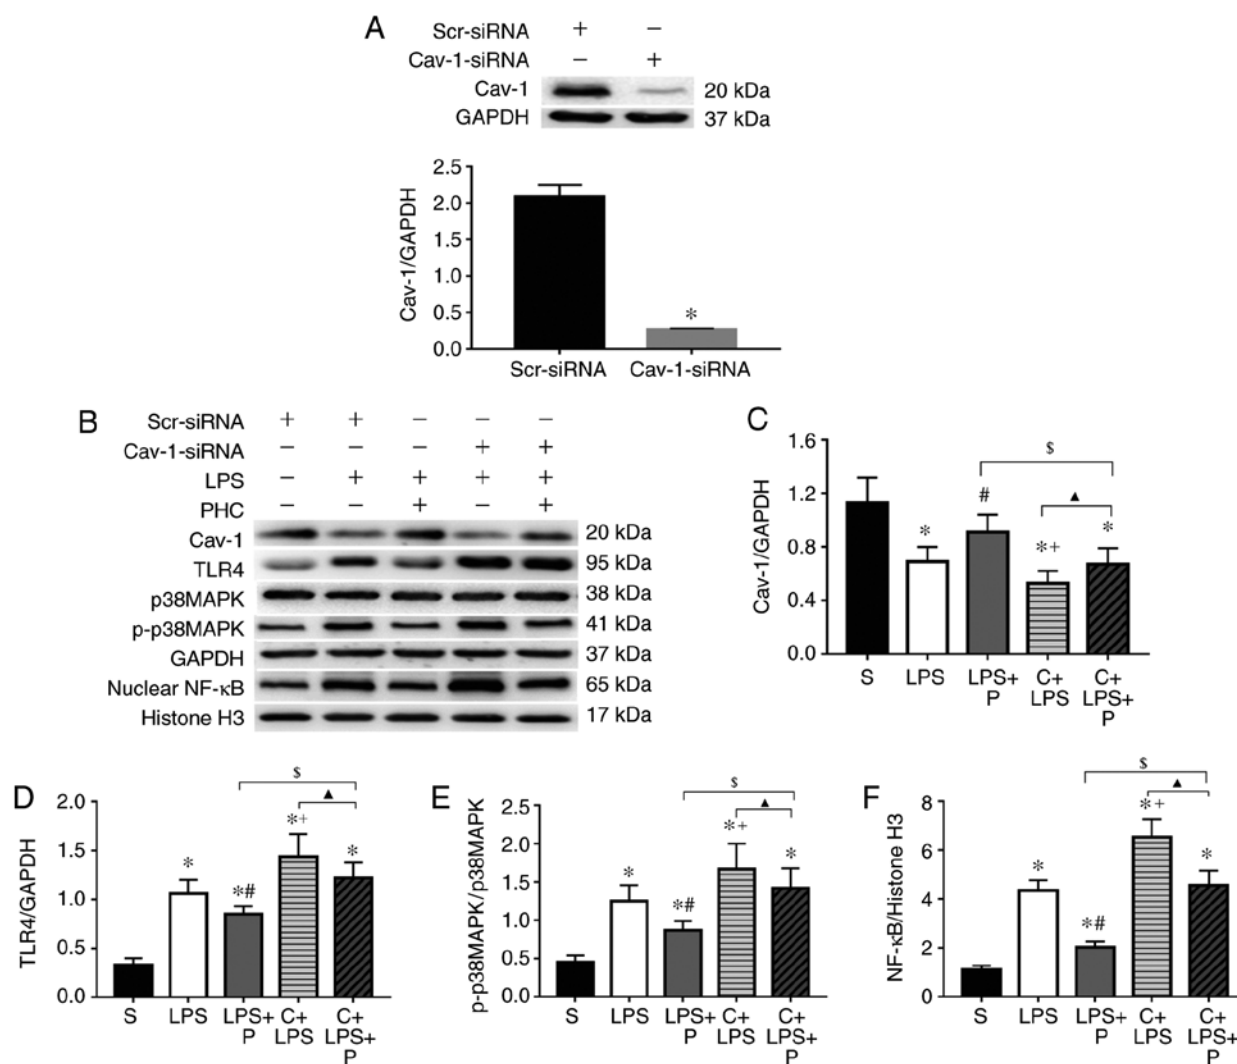 A
Scr-siRNA + −
Cav-1-siRNA − +
Cav-1 20 kDa
GAPDH 37 kDa
Cav-1/GAPDH
2.5
2.0
1.5
1.0
0.5
0.0
*
Scr-siRNA Cav-1-siRNA
B
Scr-siRNA + + − − −
Cav-1-siRNA − − − + +
LPS − + + + +
PHC − − + − +
Cav-1 20 kDa
TLR4 95 kDa
p38MAPK 38 kDa
p-p38MAPK 41 kDa
GAPDH 37 kDa
Nuclear NF-κB 65 kDa
Histone H3 17 kDa
C
Cav-1/GAPDH
1.6
1.2
0.8
0.4
0.0
$
▲
* # *+ *
S LPS LPS+ C+ C+
P LPS LPS+
P
D
TLR4/GAPDH
2.0
1.5
1.0
0.5
0.0
$
▲
* *# *+ *
S LPS LPS+ C+ C+
P LPS LPS+
P
E
p-p38MAPK/p38MAPK
2.5
2.0
1.5
1.0
0.5
0.0
$
▲
* *# *+ *
S LPS LPS+ C+ C+
P LPS LPS+
P
F
NF-κB/Histone H3
8
6
4
2
0
$
▲
* *# *+ *
S LPS LPS+ C+ C+
P LPS LPS+
P